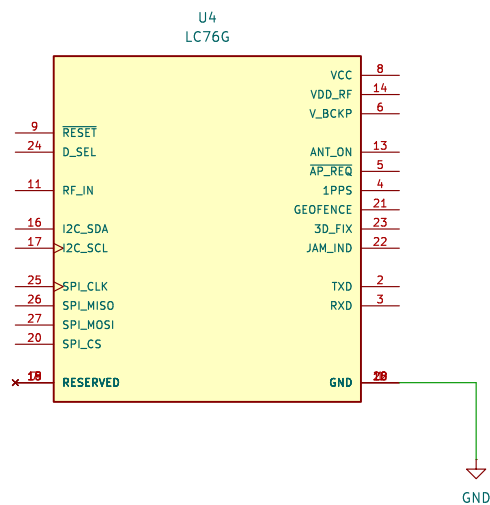 U4
LC76G
VCC 8
VDD_RF 14
V_BCKP 6
9 RESET
24 D_SEL
ANT_ON 13
AP_REQ 5
11 RF_IN
1PPS 4
GEOFENCE 21
16 I2C_SDA
3D_FIX 23
17 I2C_SCL
JAM_IND 22
25 SPI_CLK
TXD 2
26 SPI_MISO
RXD 3
27 SPI_MOSI
20 SPI_CS
RESERVED
GND
GND